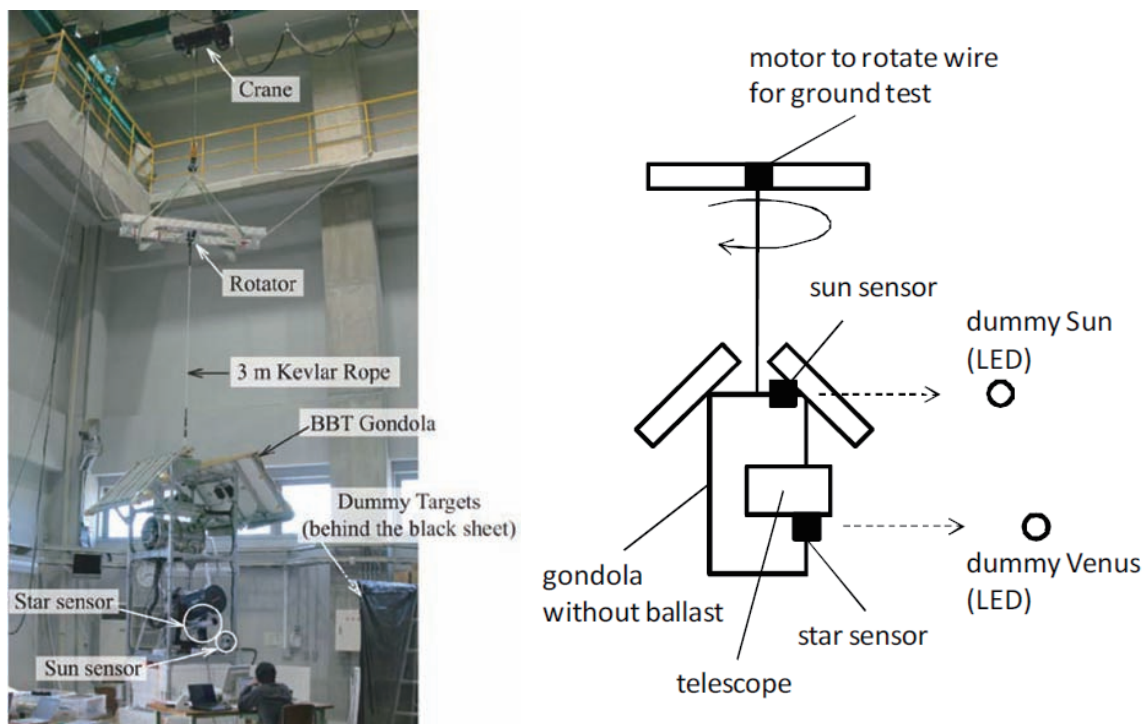 Crane
Rotator
3 m Kevlar Rope
BBT Gondola
Dummy Targets
(behind the black sheet)
Star sensor
Sun sensor
motor to rotate wire
for ground test
sun sensor
dummy Sun
(LED)
gondola
without ballast
dummy Venus
(LED)
star sensor
telescope